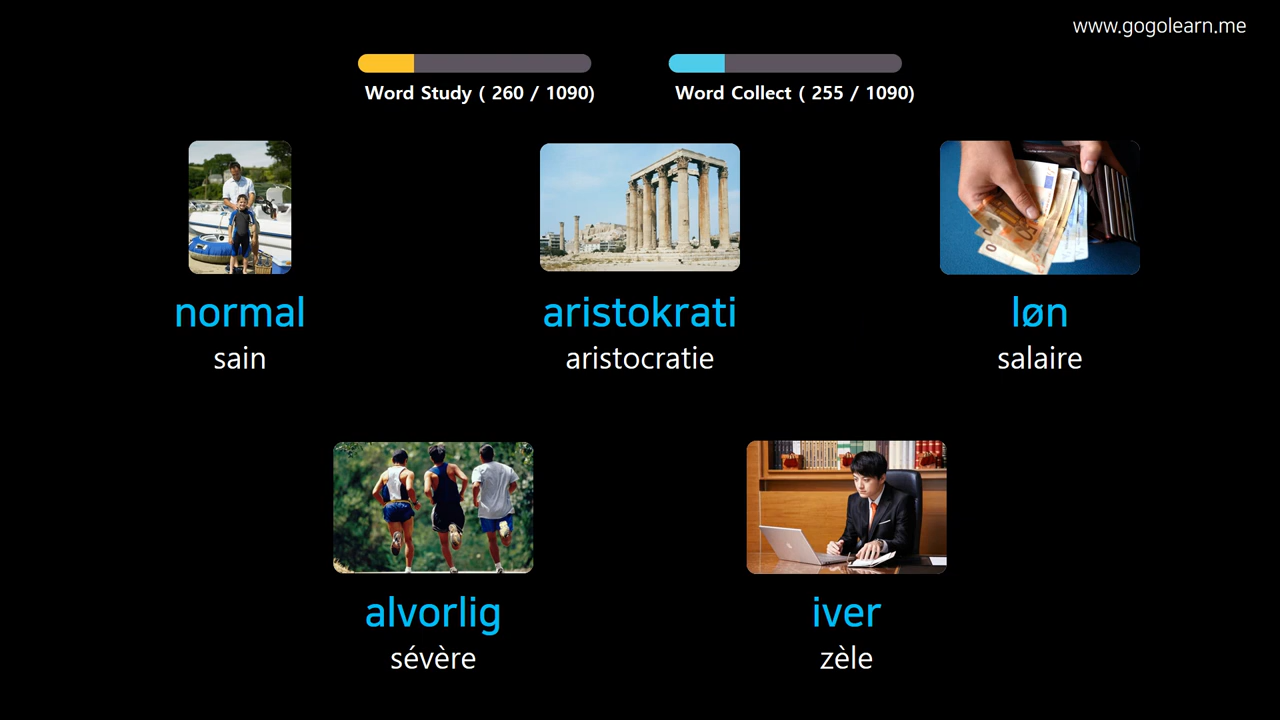 www.gogolearn.me
Word Study ( 260 / 1090)
Word Collect ( 255 / 1090)
normal
sain
aristokrati
aristocratie
løn
salaire
alvorlig
sévère
iver
zèle